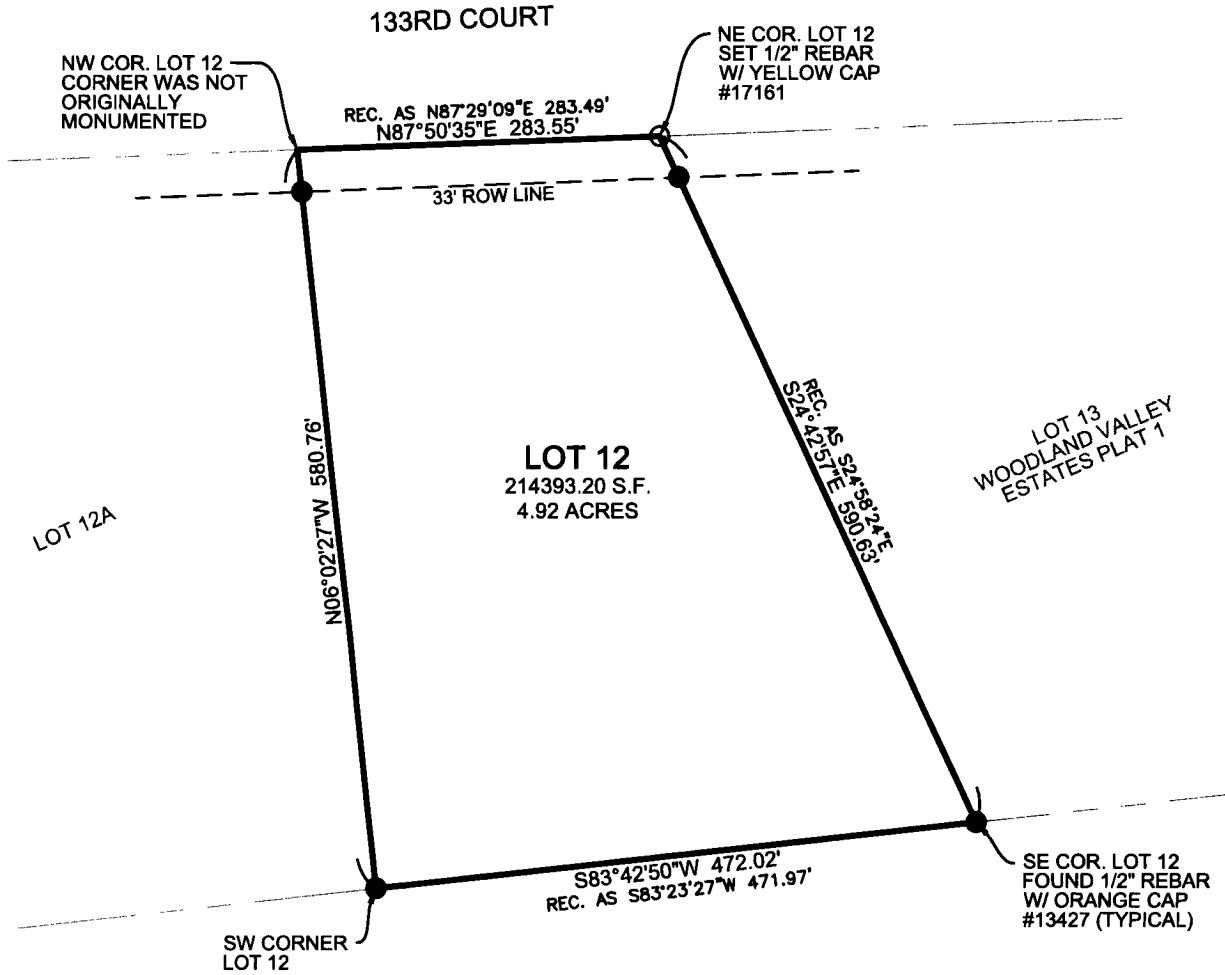 133RD COURT
NW COR. LOT 12
CORNER WAS NOT
ORIGINALLY
MONUMENTED
NE COR. LOT 12
SET 1/2" REBAR
W/ YELLOW CAP
#17161
REC. AS N87°29'09"E 283.49'
N87°50'35"E 283.55'
33' ROW LINE
N06°02'27"W 580.76'
LOT 12
214393.20 S.F.
4.92 ACRES
REC. AS S24°58'24"E
S24°42'57"E 590.63'
LOT 13
WOODLAND VALLEY
ESTATES PLAT 1
LOT 12A
S83°42'50"W 472.02'
REC. AS S83°23'27"W 471.97'
SW CORNER
LOT 12
SE COR. LOT 12
FOUND 1/2" REBAR
W/ ORANGE CAP
#13427 (TYPICAL)